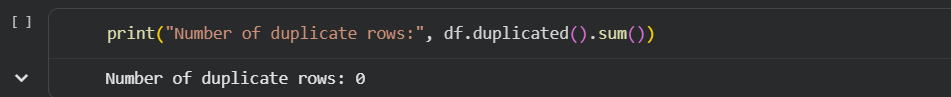 [ ]
print("Number of duplicate rows:", df.duplicated().sum())
Number of duplicate rows: 0